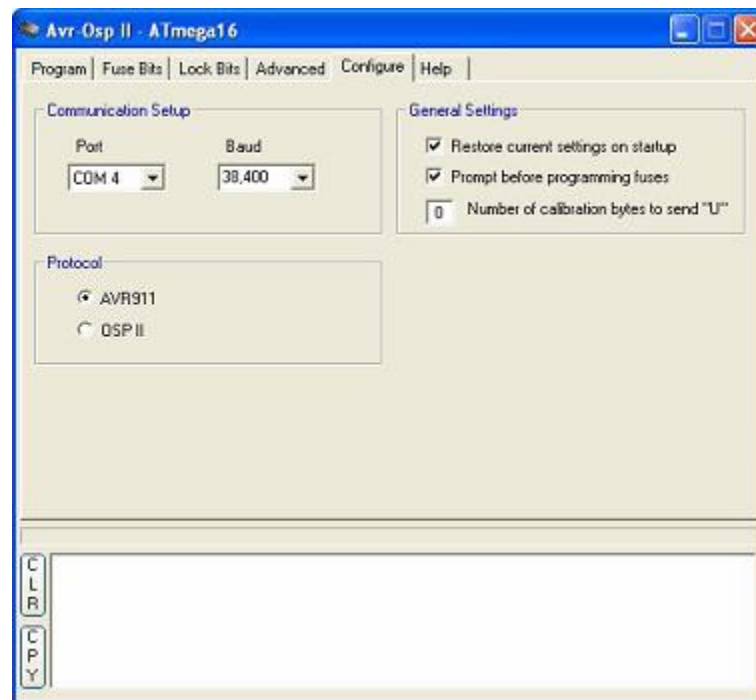 Avr-Osp II - ATmega16
Program Fuse Bits Lock Bits Advanced Configure Help
Communication Setup
Port Baud
COM 4 38,400
General Settings
Restore current settings on startup
Prompt before programming fuses
0 Number of calibration bytes to send "U"
Protocol
AVR911
OSP II
CLR
CPY